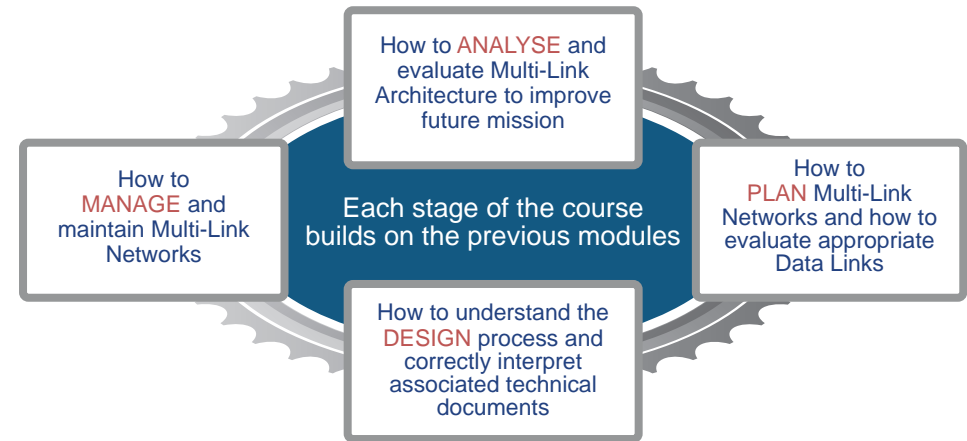 How to ANALYSE and
evaluate Multi-Link
Architecture to improve
future mission
How to
MANAGE and
maintain Multi-Link
Networks
Each stage of the course
builds on the previous modules
How to
PLAN Multi-Link
Networks and how to
evaluate appropriate
Data Links
How to understand the
DESIGN process and
correctly interpret
associated technical
documents